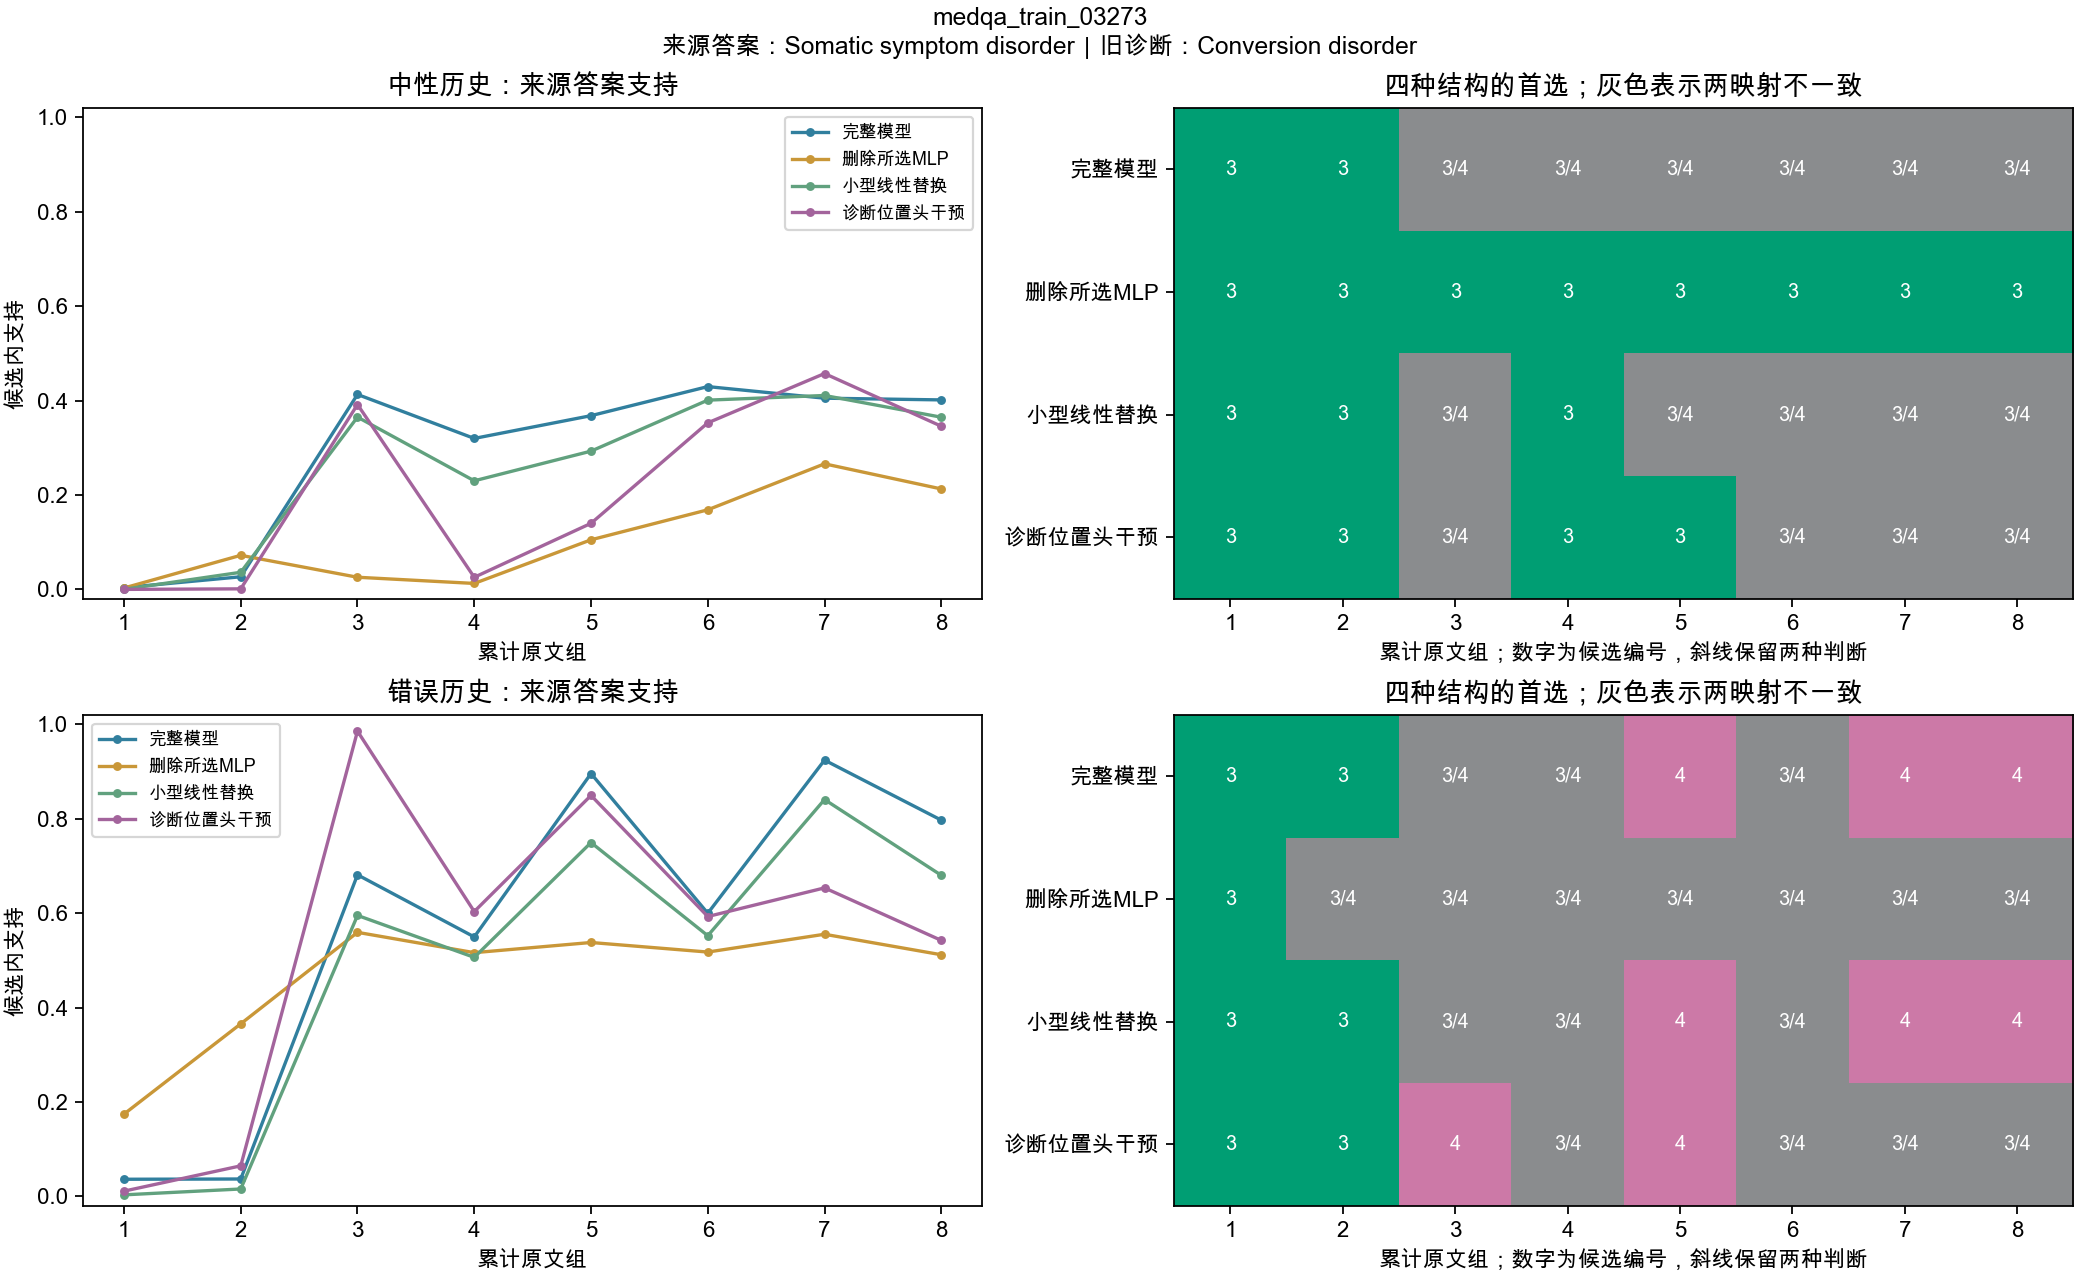 medqa_train_03273
来源答案：Somatic symptom disorder | 旧诊断：Conversion disorder
中性历史：来源答案支持
候选内支持
1.0
0.8
0.6
0.4
0.2
0.0
完整模型
删除所选MLP
小型线性替换
诊断位置头干预
1 2 3 4 5 6 7 8
累计原文组
四种结构的首选；灰色表示两映射不一致
完整模型 3 3 3/4 3/4 3/4 3/4 3/4 3/4
删除所选MLP 3 3 3 3 3 3 3 3
小型线性替换 3 3 3/4 3 3/4 3/4 3/4 3/4
诊断位置头干预 3 3 3/4 3 3 3/4 3/4 3/4
1 2 3 4 5 6 7 8
累计原文组；数字为候选编号，斜线保留两种判断
错误历史：来源答案支持
候选内支持
1.0
0.8
0.6
0.4
0.2
0.0
完整模型
删除所选MLP
小型线性替换
诊断位置头干预
1 2 3 4 5 6 7 8
累计原文组
四种结构的首选；灰色表示两映射不一致
完整模型 3 3 3/4 3/4 4 3/4 4 4
删除所选MLP 3 3/4 3/4 3/4 3/4 3/4 3/4 3/4
小型线性替换 3 3 3/4 3/4 4 3/4 4 4
诊断位置头干预 3 3 4 3/4 4 3/4 3/4 3/4
1 2 3 4 5 6 7 8
累计原文组；数字为候选编号，斜线保留两种判断